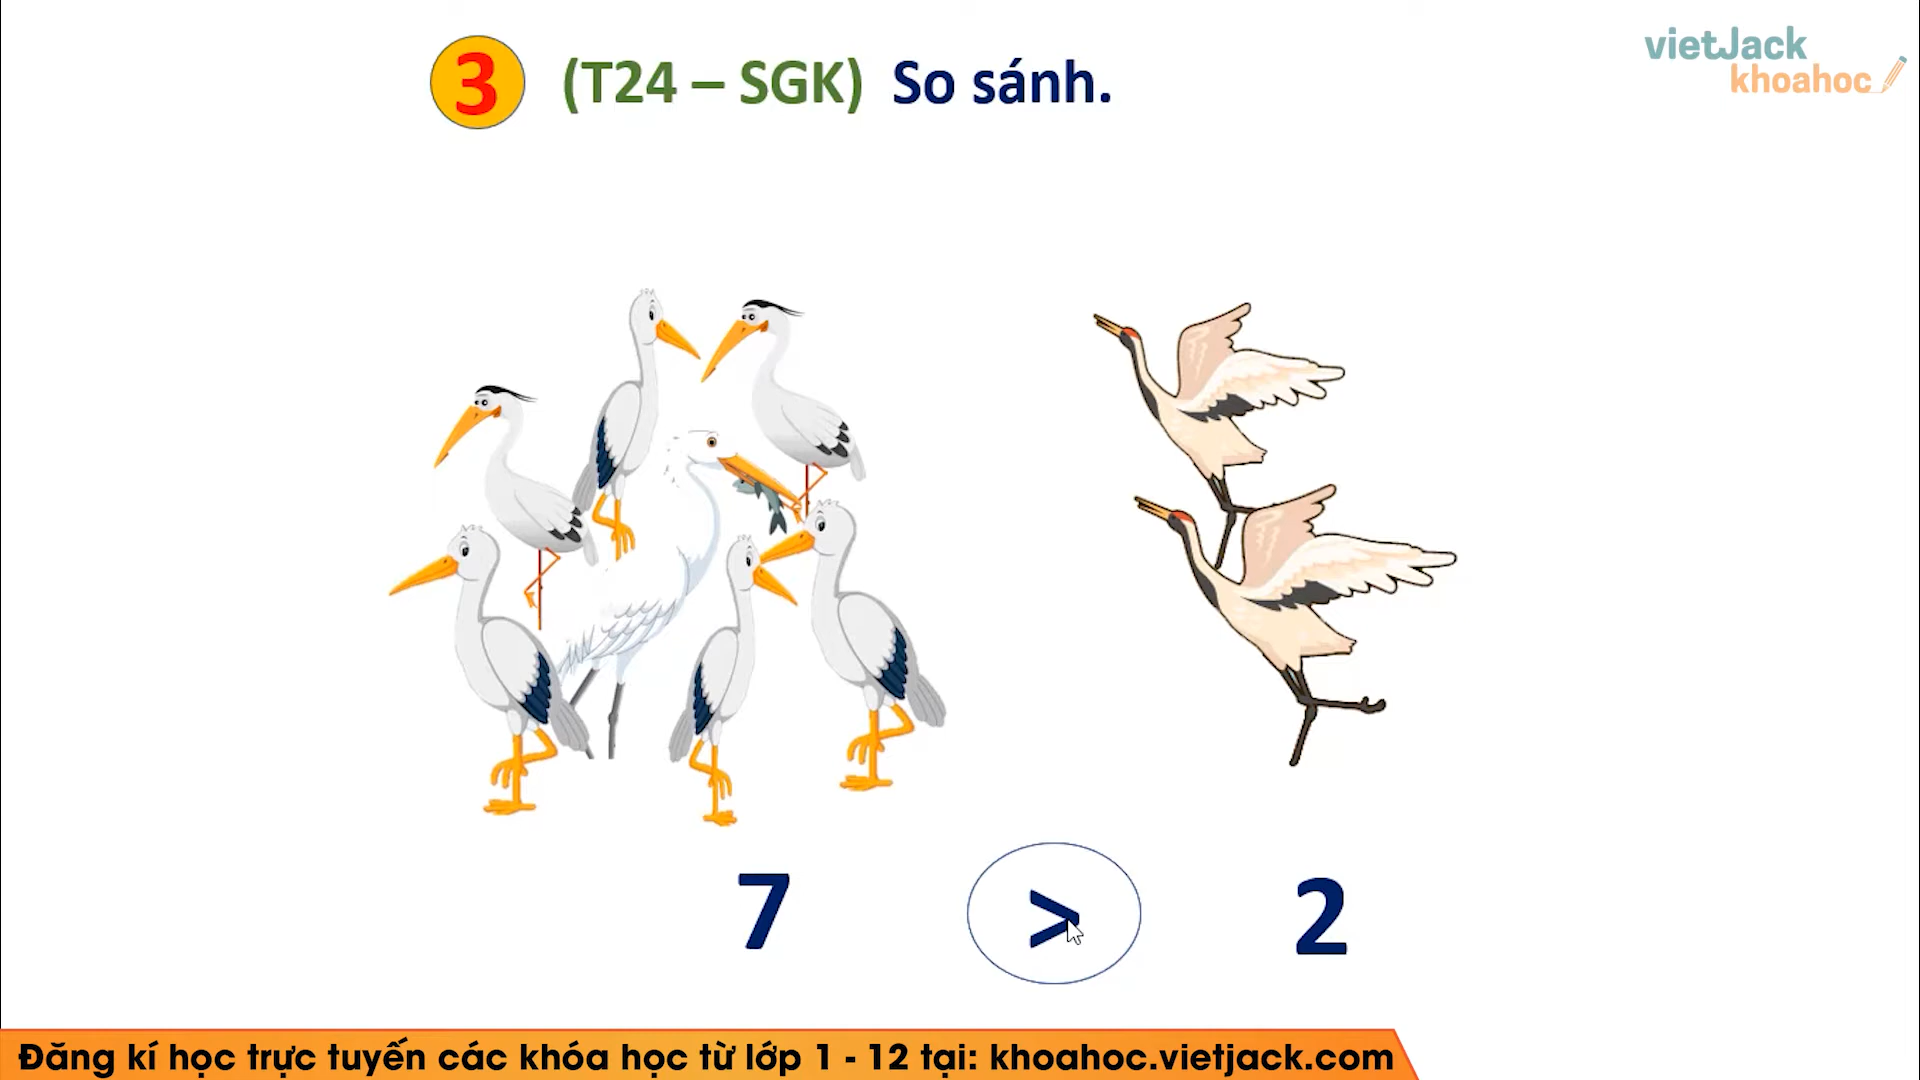 3 (T24 – SGK) So sánh.
vietJack
khoahoc
7 > 2
Đăng kí học trực tuyến các khóa học từ lớp 1 - 12 tại: khoahoc.vietjack.com